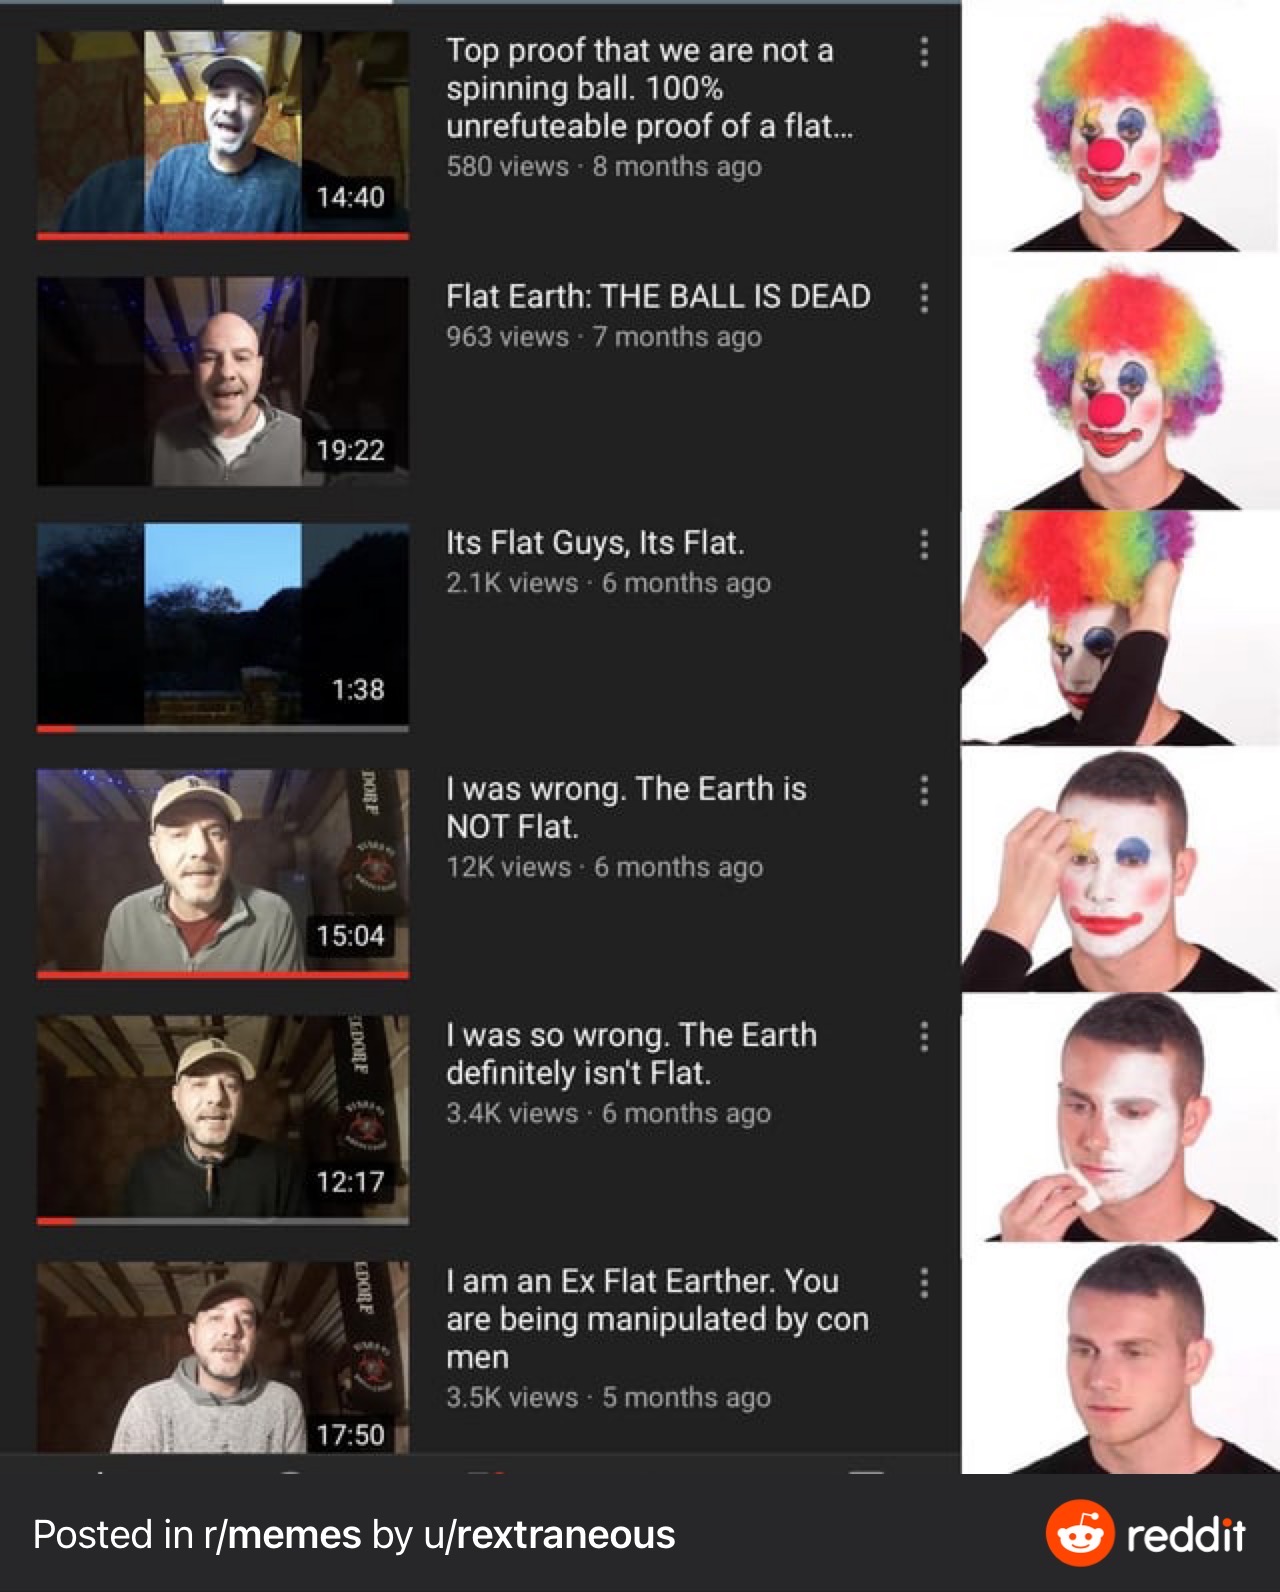 Top proof that we are not a
spinning ball. 100%
unrefuteable proof of a flat...
580 views · 8 months ago
14:40
Flat Earth: THE BALL IS DEAD
963 views · 7 months ago
19:22
Its Flat Guys, Its Flat.
2.1K views · 6 months ago
1:38
I was wrong. The Earth is
NOT Flat.
12K views · 6 months ago
15:04
I was so wrong. The Earth
definitely isn't Flat.
3.4K views · 6 months ago
12:17
I am an Ex Flat Earther. You
are being manipulated by con
men
3.5K views · 5 months ago
17:50
Posted in r/memes by u/rextraneous
reddit